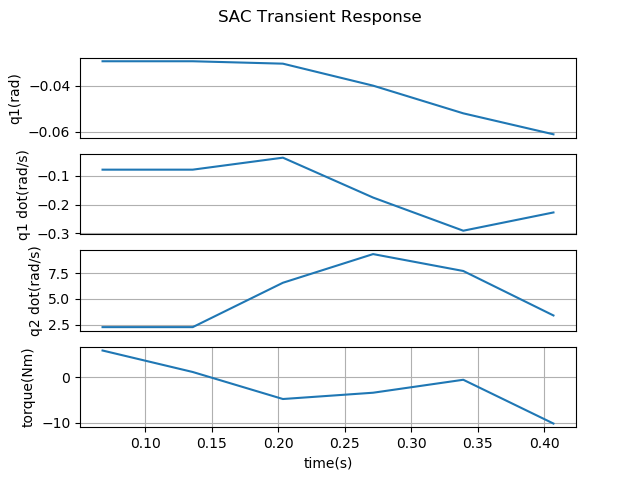 SAC Transient Response
q1(rad)
−0.04
−0.06
q1 dot(rad/s)
−0.1
−0.2
−0.3
q2 dot(rad/s)
7.5
5.0
2.5
torque(Nm)
0
−10
0.10 0.15 0.20 0.25 0.30 0.35 0.40
time(s)